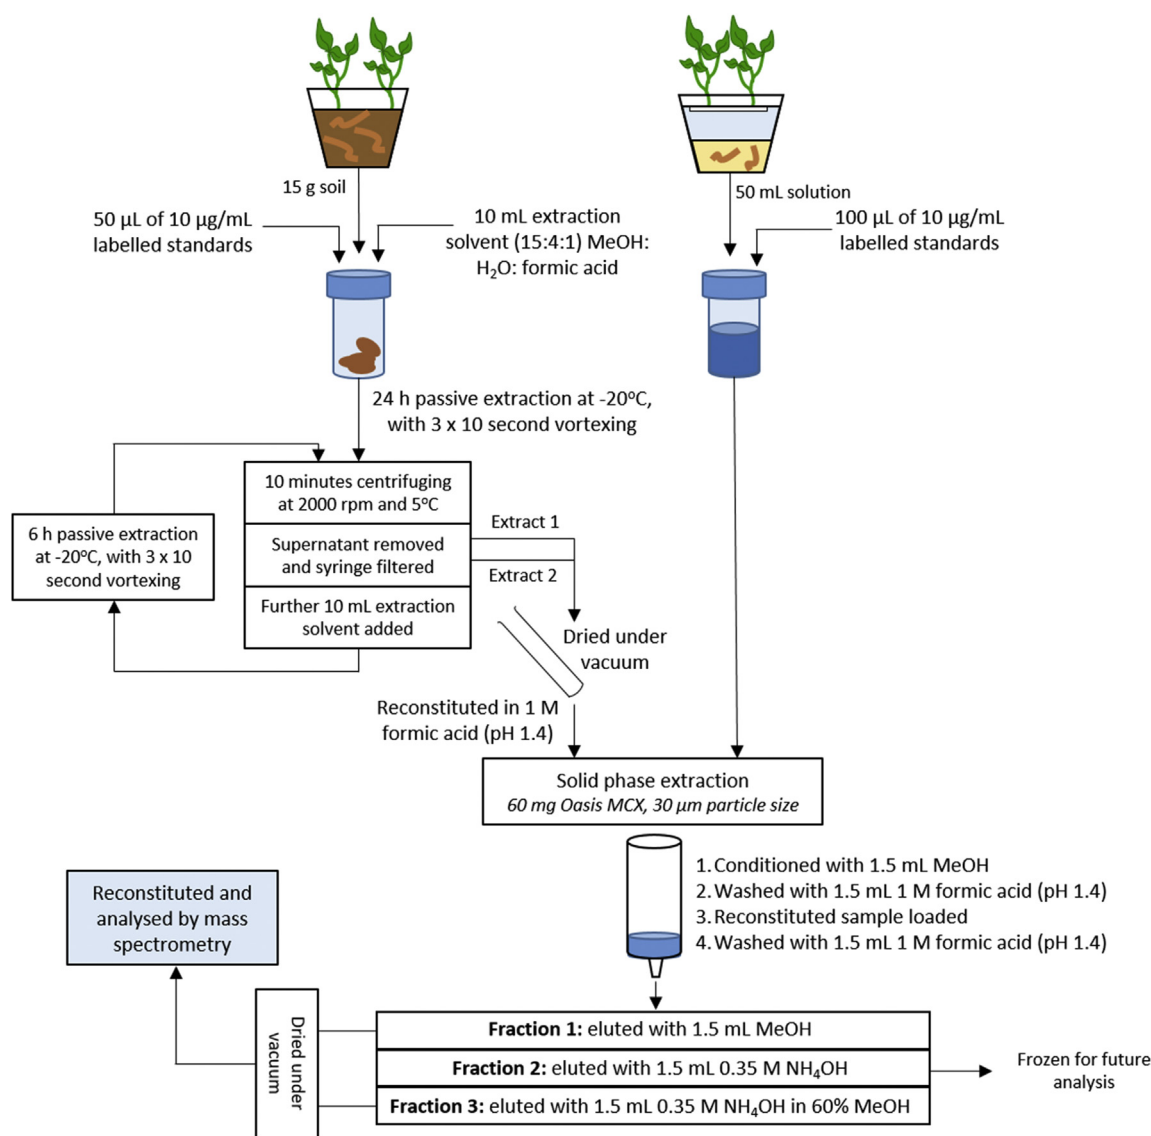 15 g soil
50 mL solution
50 µL of 10 µg/mL
labelled standards
10 mL extraction
solvent (15:4:1) MeOH:
H₂O: formic acid
100 µL of 10 µg/mL
labelled standards
24 h passive extraction at -20°C,
with 3 x 10 second vortexing
10 minutes centrifuging
at 2000 rpm and 5°C
6 h passive extraction
at -20°C, with 3 x 10
second vortexing
Supernatant removed
and syringe filtered
Extract 1
Extract 2
Further 10 mL extraction
solvent added
Dried under
vacuum
Reconstituted in 1 M
formic acid (pH 1.4)
Solid phase extraction
60 mg Oasis MCX, 30 µm particle size
1. Conditioned with 1.5 mL MeOH
2. Washed with 1.5 mL 1 M formic acid (pH 1.4)
3. Reconstituted sample loaded
4. Washed with 1.5 mL 1 M formic acid (pH 1.4)
Reconstituted and
analysed by mass
spectrometry
Dried under
vacuum
Fraction 1: eluted with 1.5 mL MeOH
Fraction 2: eluted with 1.5 mL 0.35 M NH₄OH
Fraction 3: eluted with 1.5 mL 0.35 M NH₄OH in 60% MeOH
Frozen for future
analysis